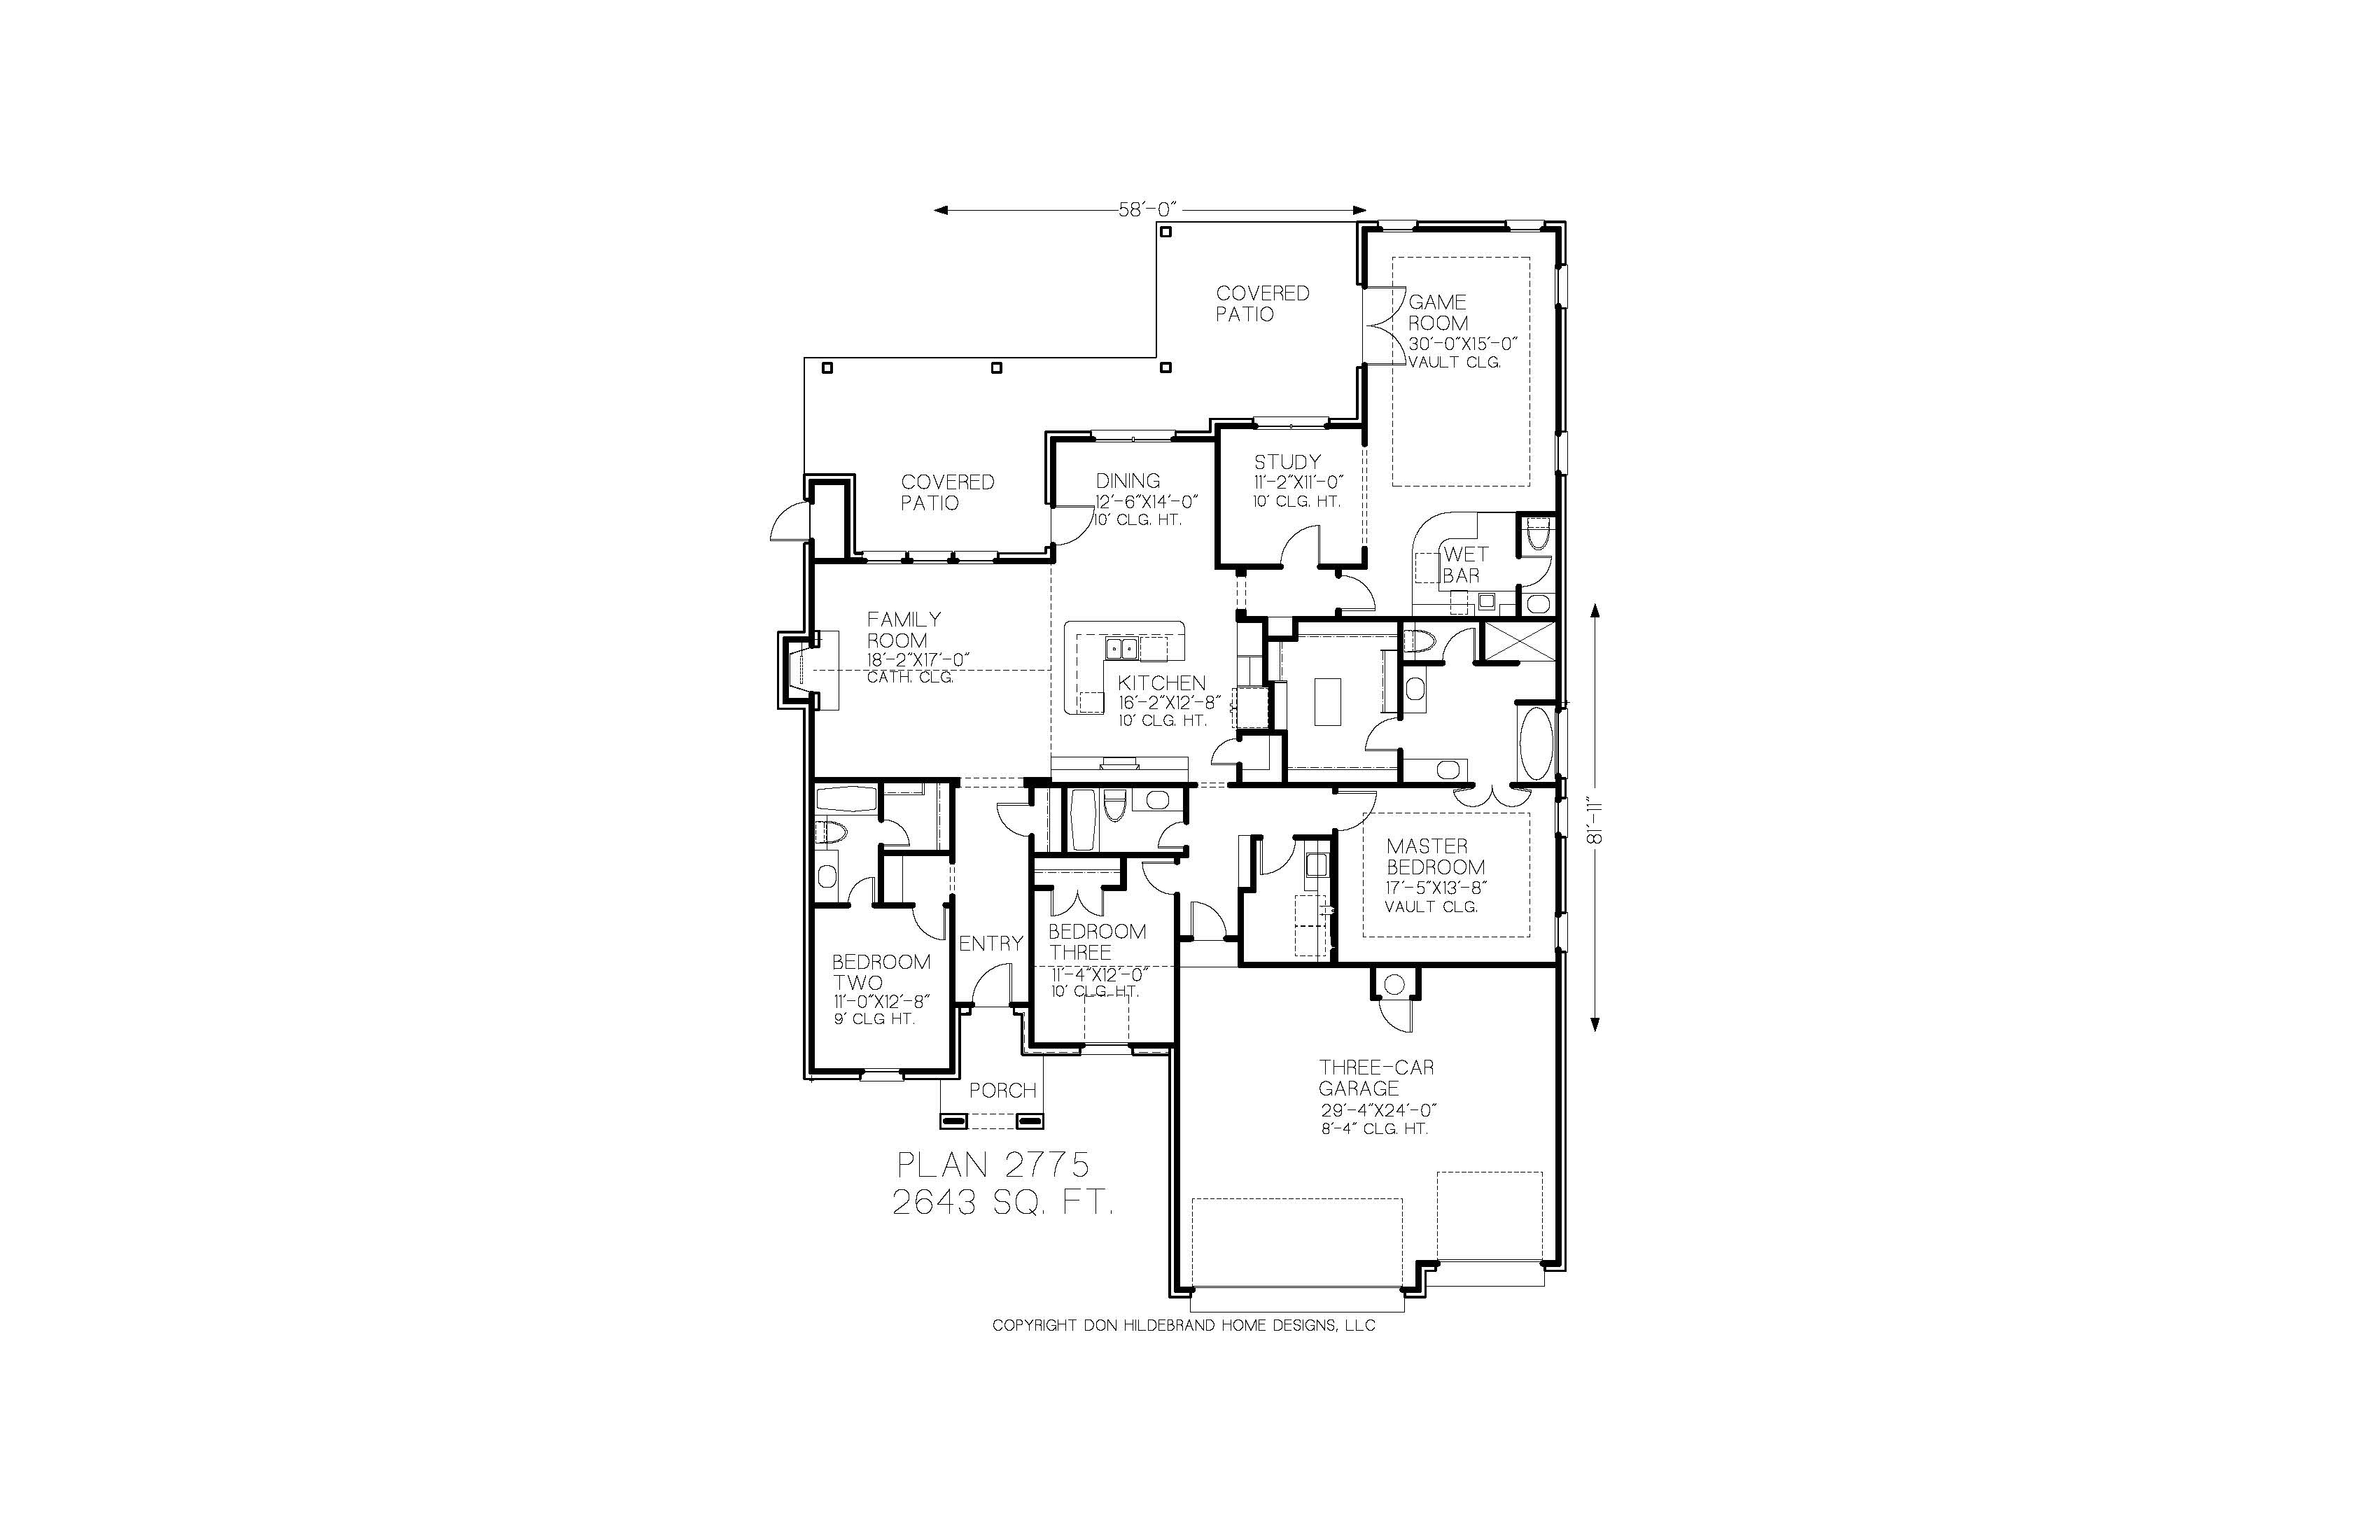 58'-0"
COVERED
PATIO
GAME
ROOM
30'-0"X15'-0"
VAULT CLG.
COVERED
PATIO
DINING
12'-6"X14'-0"
10' CLG. HT.
STUDY
11'-2"X11'-0"
10' CLG. HT.
WET
BAR
FAMILY
ROOM
18'-2"X17'-0"
CATH. CLG.
KITCHEN
16'-2"X12'-8"
10' CLG. HT.
81'-11"
MASTER
BEDROOM
17'-5"X13'-8"
VAULT CLG.
ENTRY
BEDROOM
THREE
11'-4"X12'-0"
10' CLG. HT.
BEDROOM
TWO
11'-0"X12'-8"
9' CLG HT.
PORCH
THREE-CAR
GARAGE
29'-4"X24'-0"
8'-4" CLG. HT.
PLAN 2775
2643 SQ. FT.
COPYRIGHT DON HILDEBRAND HOME DESIGNS, LLC